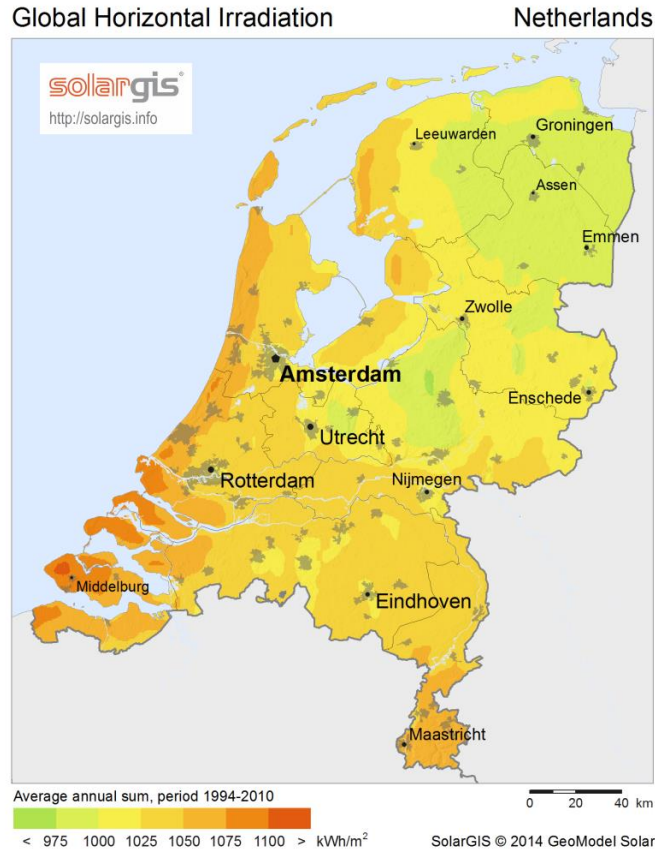 Global Horizontal Irradiation Netherlands
solargis
http://solargis.info
Leeuwarden
Groningen
Assen
Emmen
Zwolle
Amsterdam
Enschede
Utrecht
Rotterdam
Nijmegen
Middelburg
Eindhoven
Maastricht
Average annual sum, period 1994-2010
0 20 40 km
< 975 1000 1025 1050 1075 1100 > kWh/m²
SolarGIS © 2014 GeoModel Solar